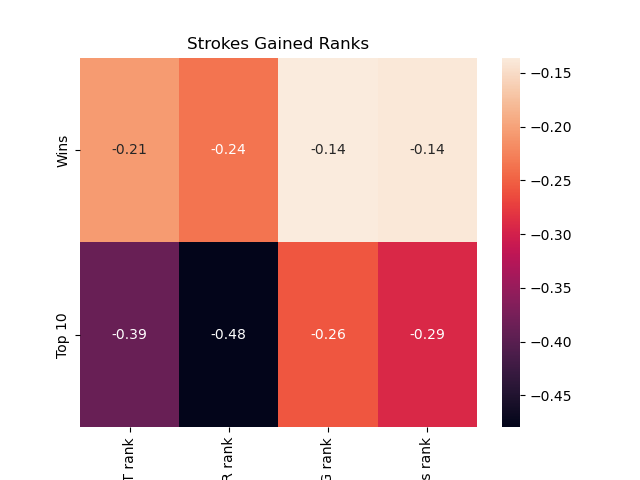 Strokes Gained Ranks
Wins
-0.21 -0.24 -0.14 -0.14
Top 10
-0.39 -0.48 -0.26 -0.29
T rank
R rank
G rank
s rank
−0.15
−0.20
−0.25
−0.30
−0.35
−0.40
−0.45